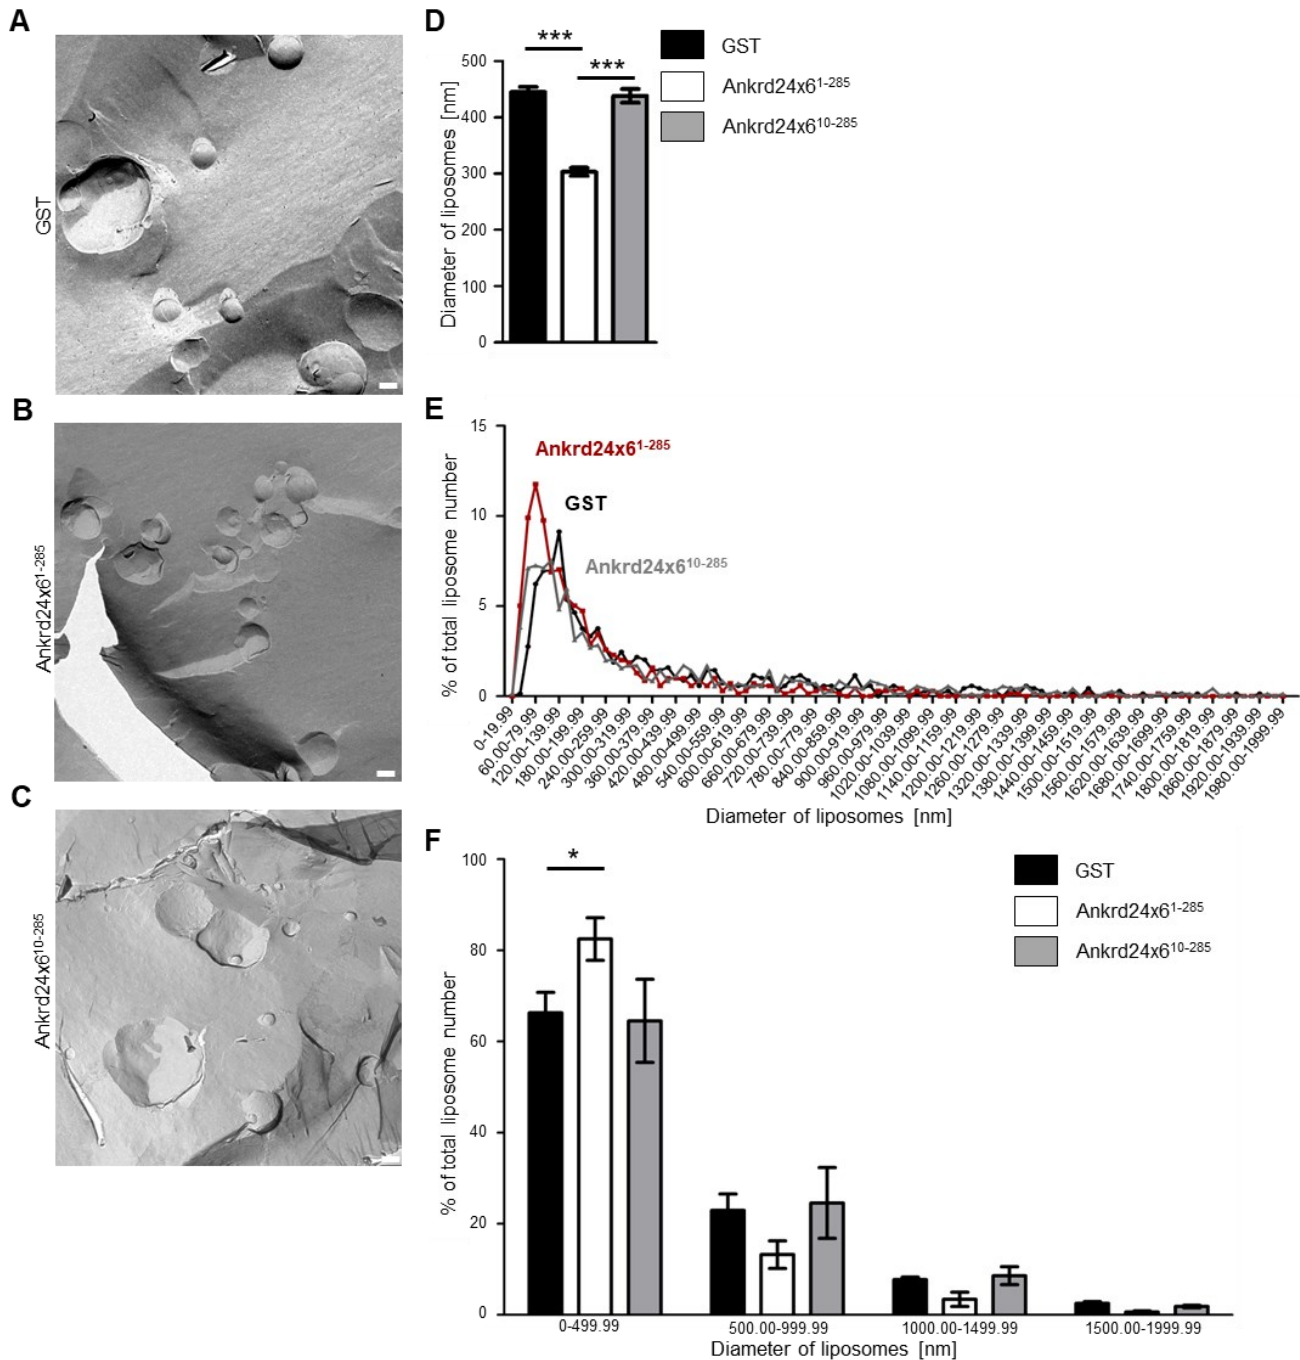 A
GST
B
Ankrd24x6¹⁻²⁸⁵
C
Ankrd24x6¹⁰⁻²⁸⁵
D
***
***
Diameter of liposomes [nm]
500
400
300
200
100
0
GST
Ankrd24x6¹⁻²⁸⁵
Ankrd24x6¹⁰⁻²⁸⁵
E
% of total liposome number
15
10
5
0
Ankrd24x6¹⁻²⁸⁵
GST
Ankrd24x6¹⁰⁻²⁸⁵
0-19.99
60.00-79.99
120.00-139.99
180.00-199.99
240.00-259.99
300.00-319.99
360.00-379.99
420.00-439.99
480.00-499.99
540.00-559.99
600.00-619.99
660.00-679.99
720.00-739.99
780.00-779.99
840.00-859.99
900.00-919.99
960.00-979.99
1020.00-1039.99
1080.00-1099.99
1140.00-1159.99
1200.00-1219.99
1260.00-1279.99
1320.00-1339.99
1380.00-1399.99
1440.00-1459.99
1500.00-1519.99
1560.00-1579.99
1620.00-1639.99
1680.00-1699.99
1740.00-1759.99
1800.00-1819.99
1860.00-1879.99
1920.00-1939.99
1980.00-1999.99
Diameter of liposomes [nm]
F
% of total liposome number
100
80
60
40
20
0
*
GST
Ankrd24x6¹⁻²⁸⁵
Ankrd24x6¹⁰⁻²⁸⁵
0-499.99
500.00-999.99
1000.00-1499.99
1500.00-1999.99
Diameter of liposomes [nm]